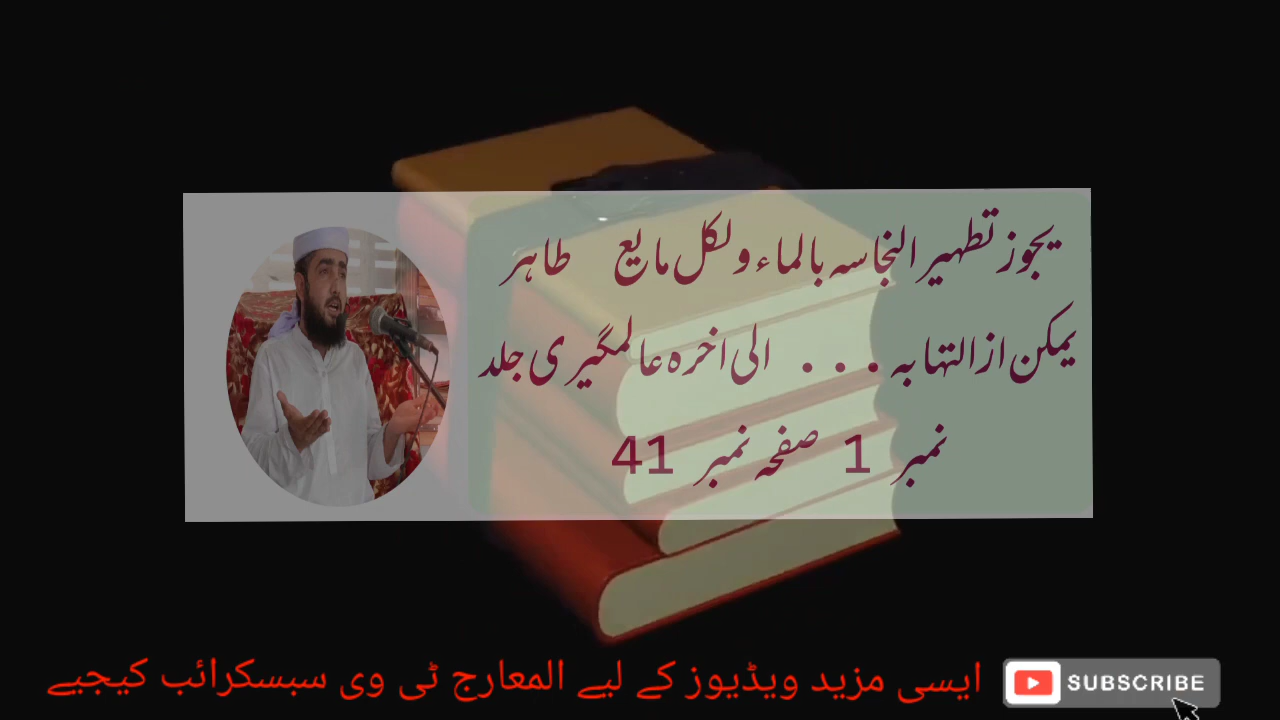 یجوز تطہیر النجاسہ بالماء ولکل مایع طاہر
یمکن ازالتہا بہ . . . الی اخرہ عالمگیری جلد
نمبر 1 صفحہ نمبر 41
ایسی مزید ویڈیوز کے لیے المعارج ٹی وی سبسکرائب کیجیے
SUBSCRIBE